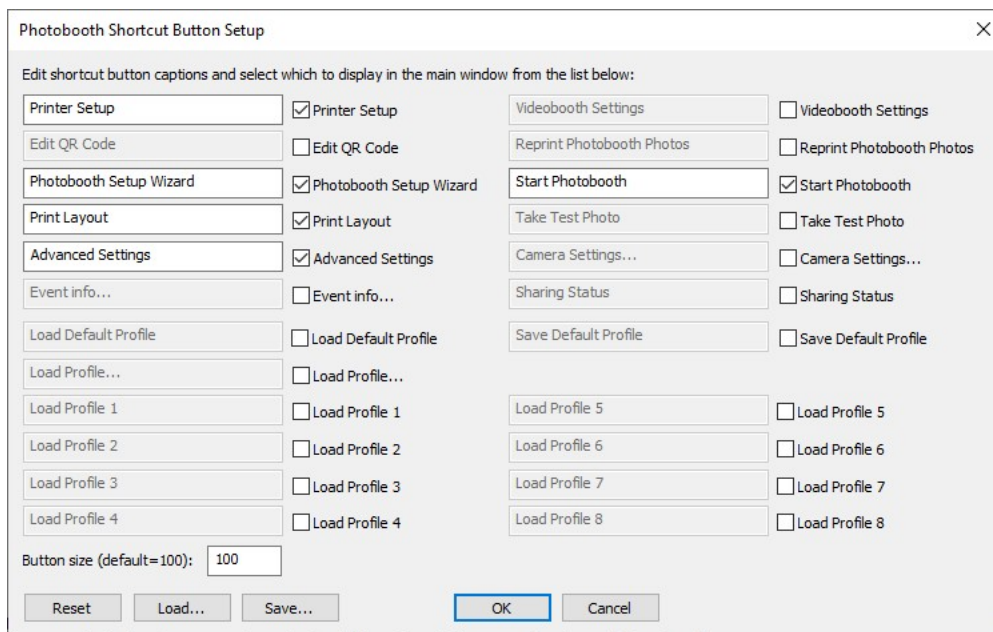 Photobooth Shortcut Button Setup
Edit shortcut button captions and select which to display in the main window from the list below:
Printer Setup Printer Setup Videobooth Settings Videobooth Settings
Edit QR Code Edit QR Code Reprint Photobooth Photos Reprint Photobooth Photos
Photobooth Setup Wizard Photobooth Setup Wizard Start Photobooth Start Photobooth
Print Layout Print Layout Take Test Photo Take Test Photo
Advanced Settings Advanced Settings Camera Settings... Camera Settings...
Event info... Event info... Sharing Status Sharing Status
Load Default Profile Load Default Profile Save Default Profile Save Default Profile
Load Profile... Load Profile...
Load Profile 1 Load Profile 1 Load Profile 5 Load Profile 5
Load Profile 2 Load Profile 2 Load Profile 6 Load Profile 6
Load Profile 3 Load Profile 3 Load Profile 7 Load Profile 7
Load Profile 4 Load Profile 4 Load Profile 8 Load Profile 8
Button size (default=100): 100
Reset Load... Save... OK Cancel